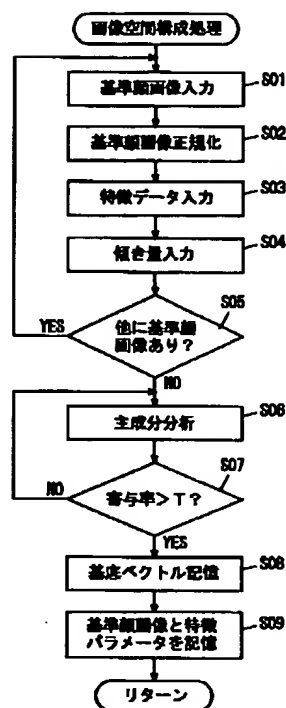 画像空間構成処理
S01
基準顔画像入力
S02
基準顔画像正規化
S03
特徴データ入力
S04
傾き量入力
S05
他に基準顔
画像あり?
YES
NO
S06
主成分分析
S07
寄与率>T?
NO
YES
S08
基底ベクトル記憶
S09
基準顔画像と特徴
パラメータを記憶
リターン